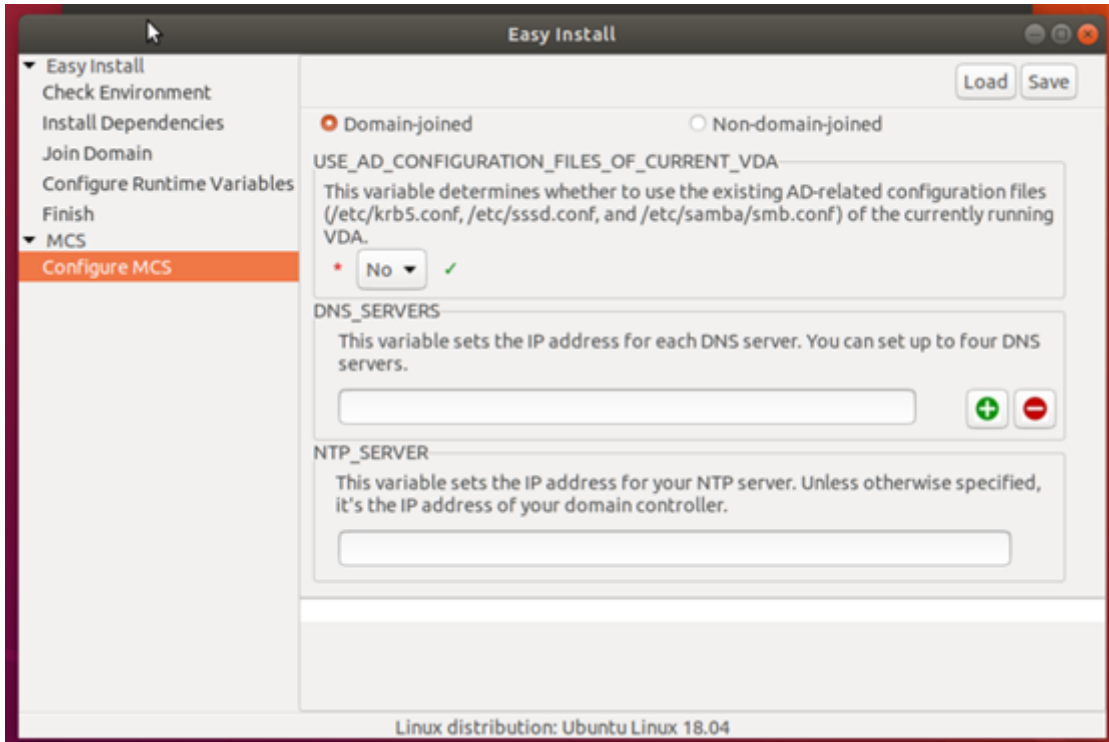 Easy Install
Easy Install
Check Environment
Install Dependencies
Join Domain
Configure Runtime Variables
Finish
MCS
Configure MCS
Load Save
Domain-joined Non-domain-joined
USE_AD_CONFIGURATION_FILES_OF_CURRENT_VDA
This variable determines whether to use the existing AD-related configuration files
(/etc/krb5.conf, /etc/sssd.conf, and /etc/samba/smb.conf) of the currently running
VDA.
* No ✓
DNS_SERVERS
This variable sets the IP address for each DNS server. You can set up to four DNS
servers.
NTP_SERVER
This variable sets the IP address for your NTP server. Unless otherwise specified,
it's the IP address of your domain controller.
Linux distribution: Ubuntu Linux 18.04